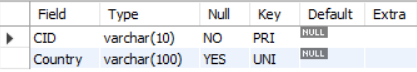 Field Type Null Key Default Extra
CID varchar(10) NO PRI NULL
Country varchar(100) YES UNI NULL